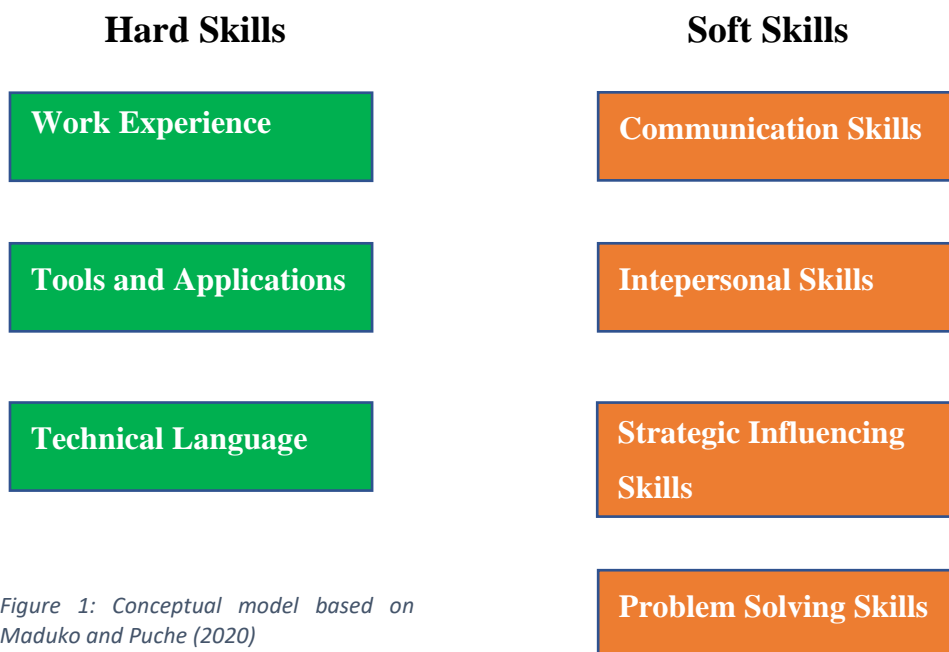 Hard Skills
Work Experience
Tools and Applications
Technical Language
Figure 1: Conceptual model based on
Maduko and Puche (2020)
Soft Skills
Communication Skills
Intepersonal Skills
Strategic Influencing
Skills
Problem Solving Skills